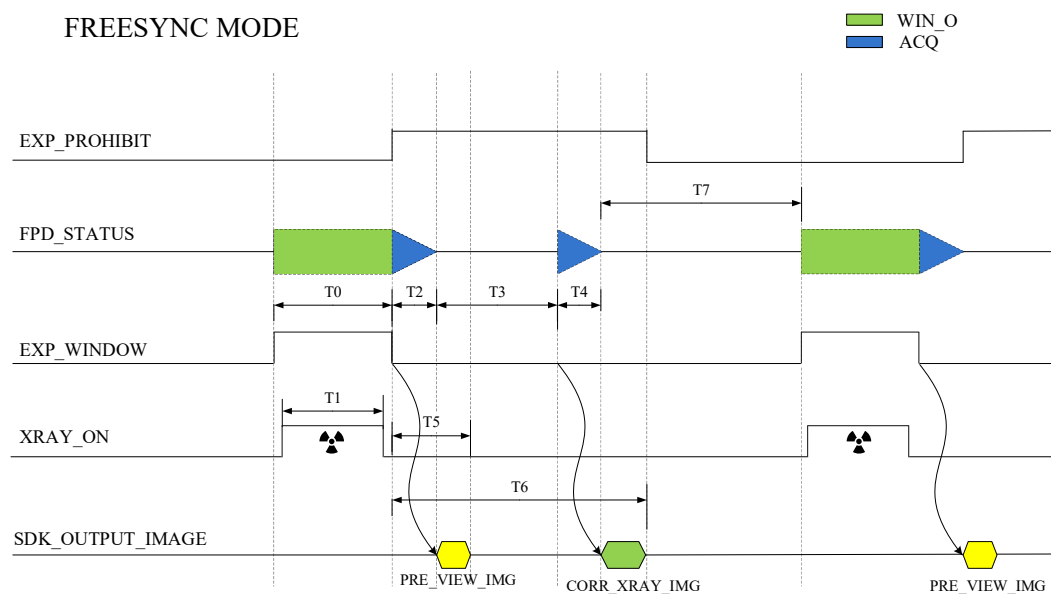 FREESYNC MODE
WIN_O
ACQ
EXP_PROHIBIT
T7
FPD_STATUS
T0
T2
T3
T4
EXP_WINDOW
T1
T5
XRAY_ON
T6
SDK_OUTPUT_IMAGE
PRE_VIEW_IMG
CORR_XRAY_IMG
PRE_VIEW_IMG